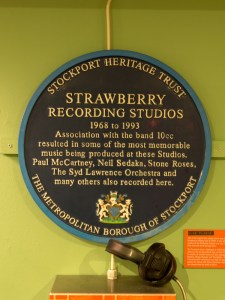 STOCKPORT HERITAGE TRUST
STRAWBERRY
RECORDING STUDIOS
1968 to 1993
Association with the band 10cc
resulted in some of the most memorable
music being produced at these Studios.
Paul McCartney, Neil Sedaka, Stone Roses,
The Syd Lawrence Orchestra and
many others also recorded here.
THE METROPOLITAN BOROUGH OF STOCKPORT